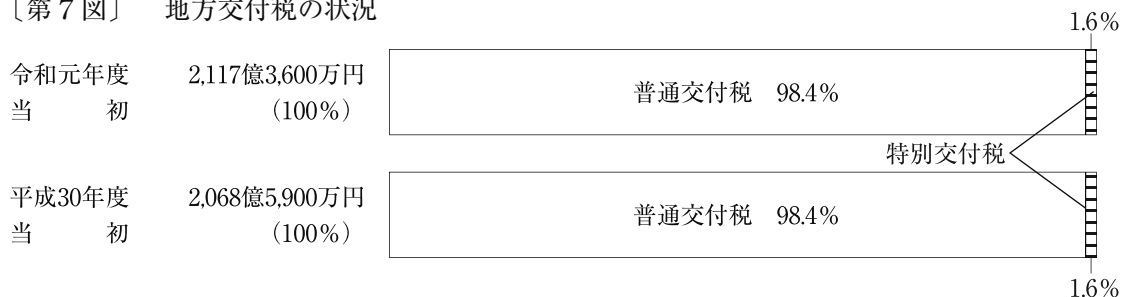 〔第7図〕 地方交付税の状況
1.6%
令和元年度 2,117億3,600万円
当 初 (100%)
普通交付税 98.4%
特別交付税
平成30年度 2,068億5,900万円
当 初 (100%)
普通交付税 98.4%
1.6%